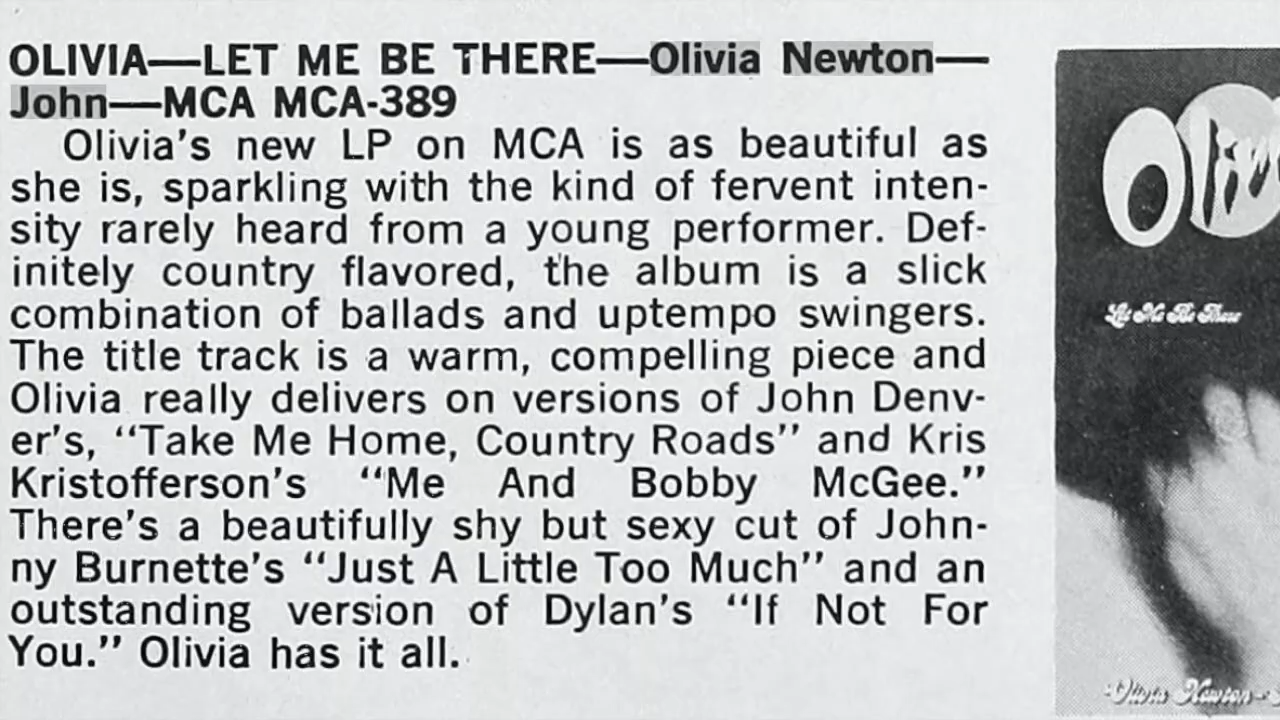 OLIVIA—LET ME BE THERE—Olivia Newton—
John—MCA MCA-389
Olivia's new LP on MCA is as beautiful as
she is, sparkling with the kind of fervent inten-
sity rarely heard from a young performer. Def-
initely country flavored, the album is a slick
combination of ballads and uptempo swingers.
The title track is a warm, compelling piece and
Olivia really delivers on versions of John Denv-
er's, “Take Me Home, Country Roads” and Kris
Kristofferson's “Me And Bobby McGee.”
There's a beautifully shy but sexy cut of John-
ny Burnette's “Just A Little Too Much” and an
outstanding version of Dylan's “If Not For
You.” Olivia has it all.
Let Me Be There
Olivia Newton-